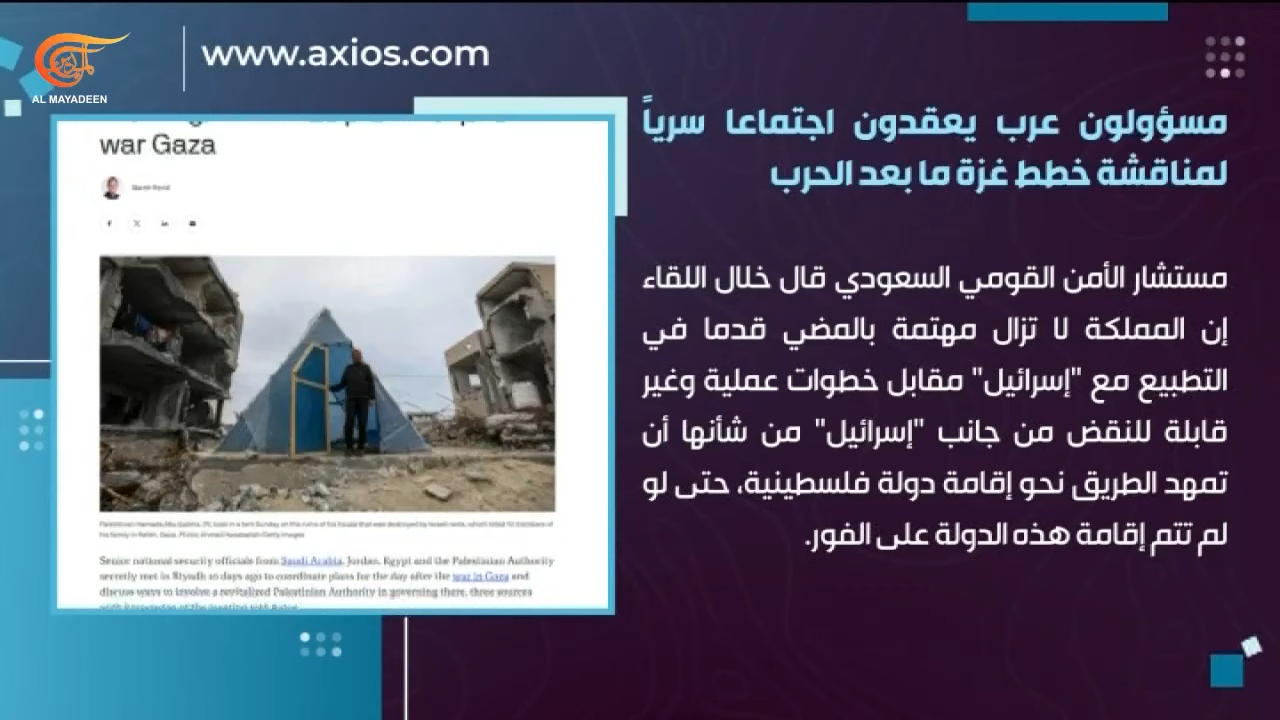 AL MAYADEEN
www.axios.com
مسؤولون عرب يعقدون اجتماعا سرياً
لمناقشة خطط غزة ما بعد الحرب
مستشار الأمن القومي السعودي قال خلال اللقاء
إن المملكة لا تزال مهتمة بالمضي قدما في
التطبيع مع "إسرائيل" مقابل خطوات عملية وغير
قابلة للنقض من جانب "إسرائيل" من شأنها أن
تمهد الطريق نحو إقامة دولة فلسطينية، حتى لو
لم تتم إقامة هذه الدولة على الفور.
war Gaza
Barak Ravid
Senior national security officials from Saudi Arabia, Jordan, Egypt and the Palestinian Authority
secretly met in Riyadh 10 days ago to coordinate plans for the day after the war in Gaza and
discuss ways to involve a revitalized Palestinian Authority in governing there, three sources